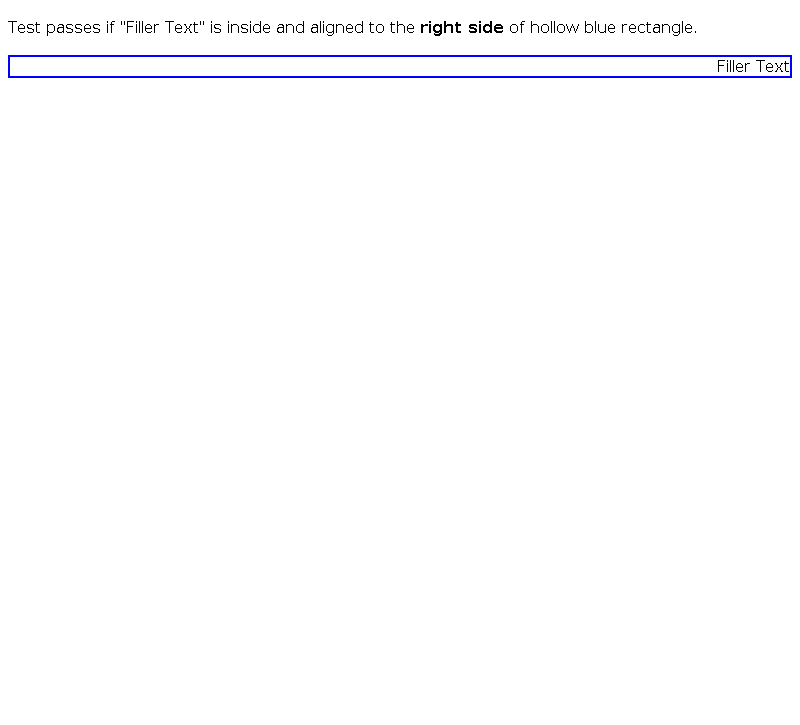 Test passes if "Filler Text" is inside and aligned to the right side of hollow blue rectangle.
Filler Text